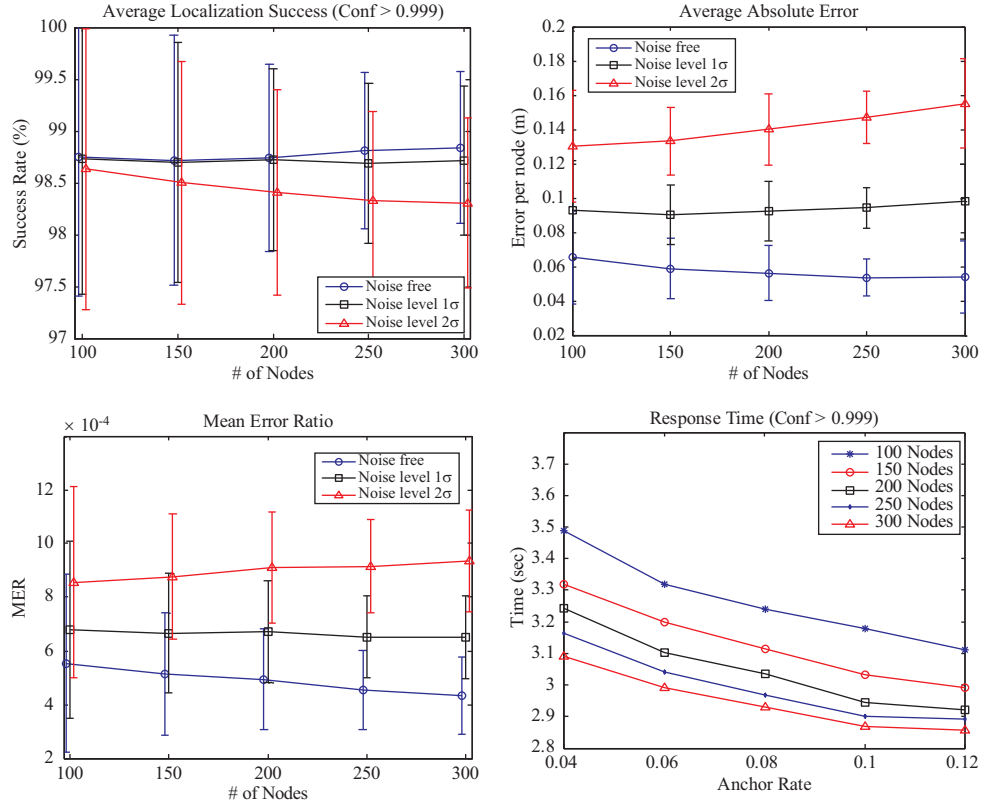 Average Localization Success (Conf > 0.999)
100
99.5
99
98.5
98
97.5
97
Success Rate (%)
Noise free
Noise level 1σ
Noise level 2σ
100 150 200 250 300
# of Nodes
Average Absolute Error
0.2
0.18
0.16
0.14
0.12
0.1
0.08
0.06
0.04
0.02
Error per node (m)
Noise free
Noise level 1σ
Noise level 2σ
100 150 200 250 300
# of Nodes
Mean Error Ratio
× 10⁻⁴
12
10
8
6
4
2
MER
Noise free
Noise level 1σ
Noise level 2σ
100 150 200 250 300
# of Nodes
Response Time (Conf > 0.999)
3.7
3.6
3.5
3.4
3.3
3.2
3.1
3.0
2.9
2.8
Time (sec)
100 Nodes
150 Nodes
200 Nodes
250 Nodes
300 Nodes
0.04 0.06 0.08 0.1 0.12
Anchor Rate